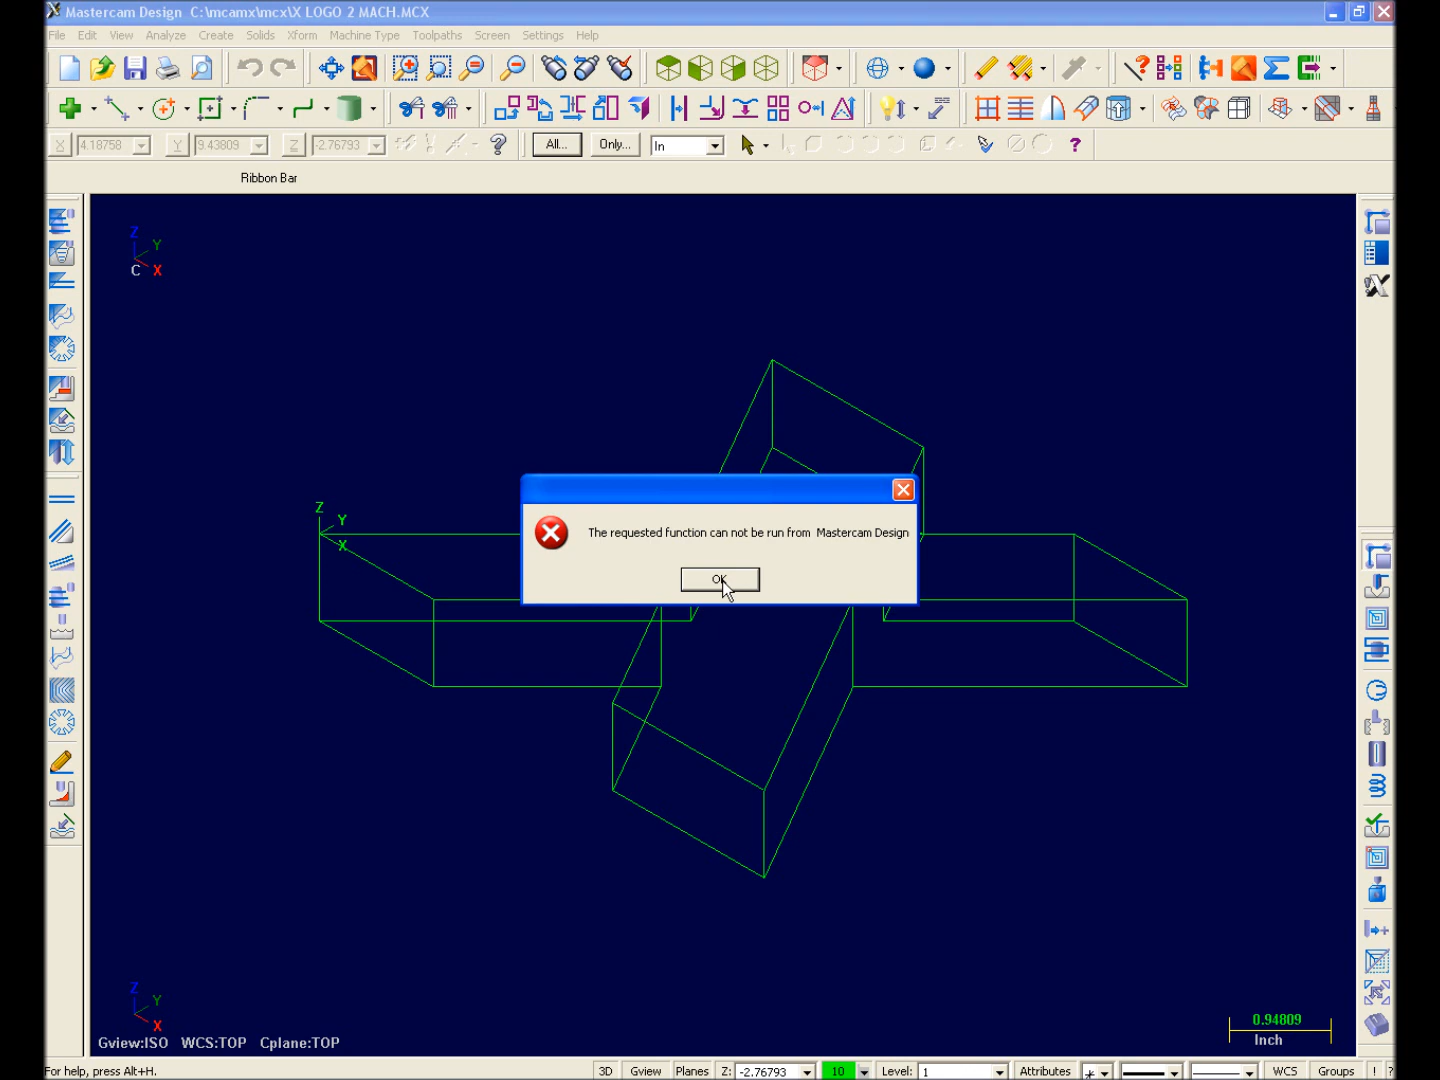 Mastercam Design C:\mcamx\mcx\X LOGO 2 MACH.MCX
File Edit View Analyze Create Solids Xform Machine Type Toolpaths Screen Settings Help
X 4.18758 Y 9.43809 Z -2.76793 All... Only... In
Ribbon Bar
Z
Y
C X
Z
Y
X
The requested function can not be run from Mastercam Design
OK
Z
Y
X
0.94809
Inch
Gview:ISO WCS:TOP Cplane:TOP
For help, press Alt+H.
3D Gview Planes Z: -2.76793 10 Level: 1 Attributes WCS Groups ! ?